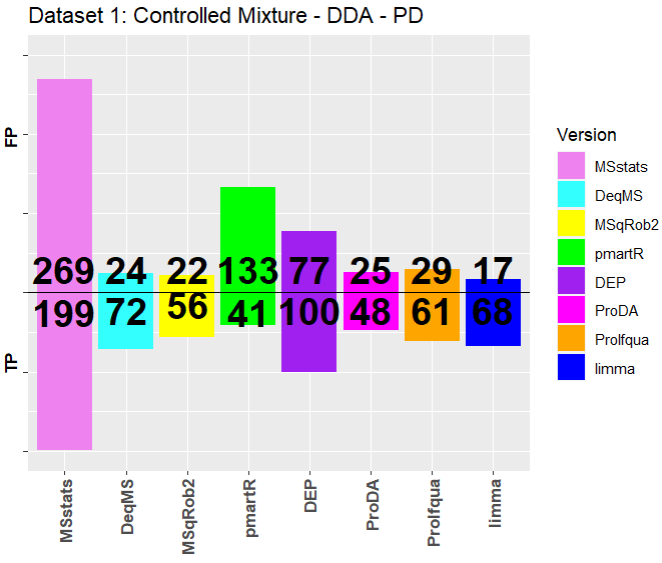 Dataset 1: Controlled Mixture - DDA - PD
FP
TP
269 24 22 133 77 25 29 17
199 72 56 41 100 48 61 68
MSstats
DeqMS
MSqRob2
pmartR
DEP
ProDA
Prolfqua
limma
Version
MSstats
DeqMS
MSqRob2
pmartR
DEP
ProDA
Prolfqua
limma